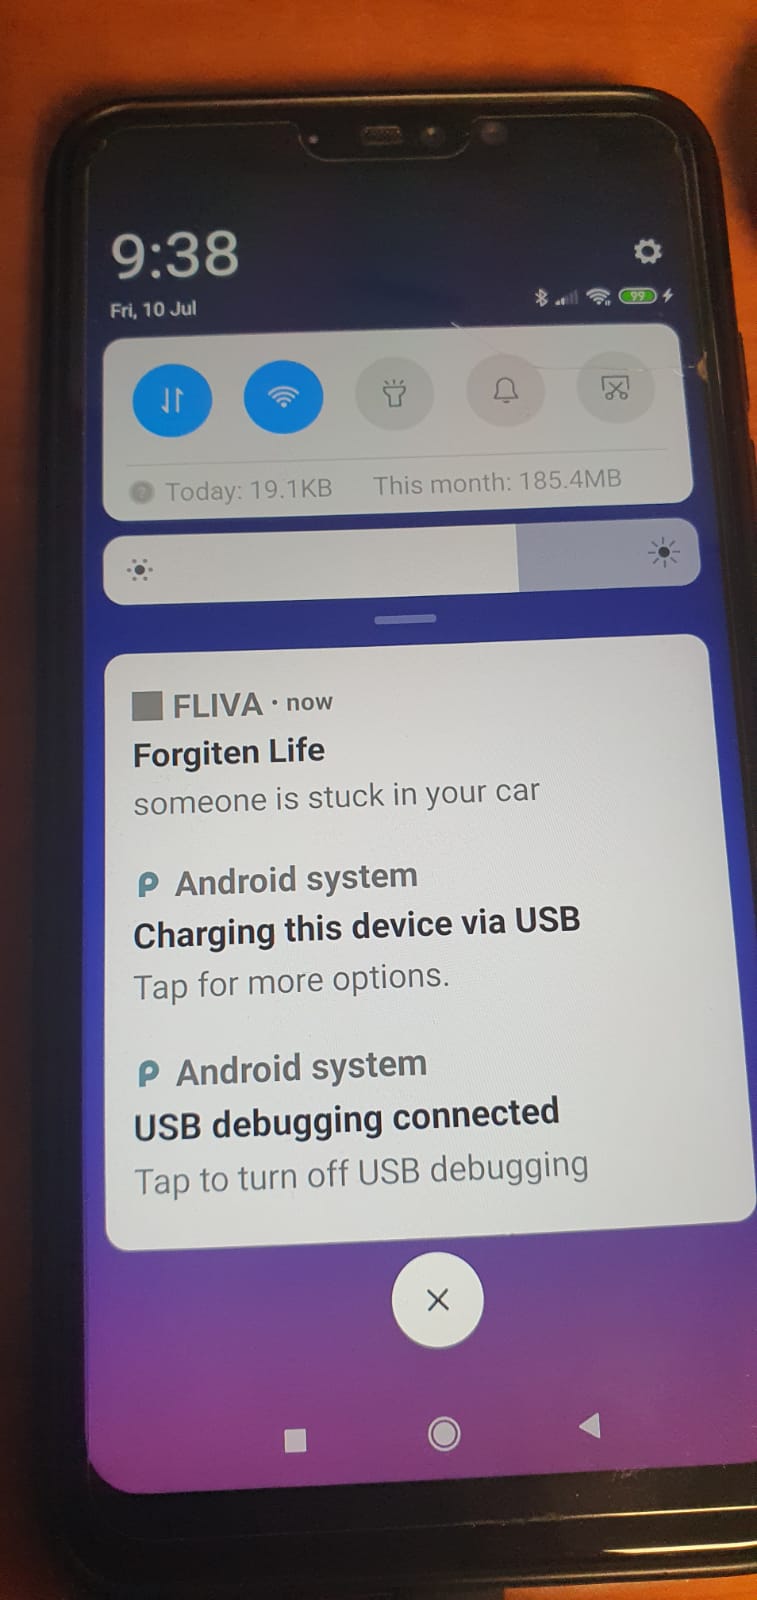 9:38
Fri, 10 Jul
99
Today: 19.1KB This month: 185.4MB
FLIVA · now
Forgiten Life
someone is stuck in your car
Android system
Charging this device via USB
Tap for more options.
Android system
USB debugging connected
Tap to turn off USB debugging